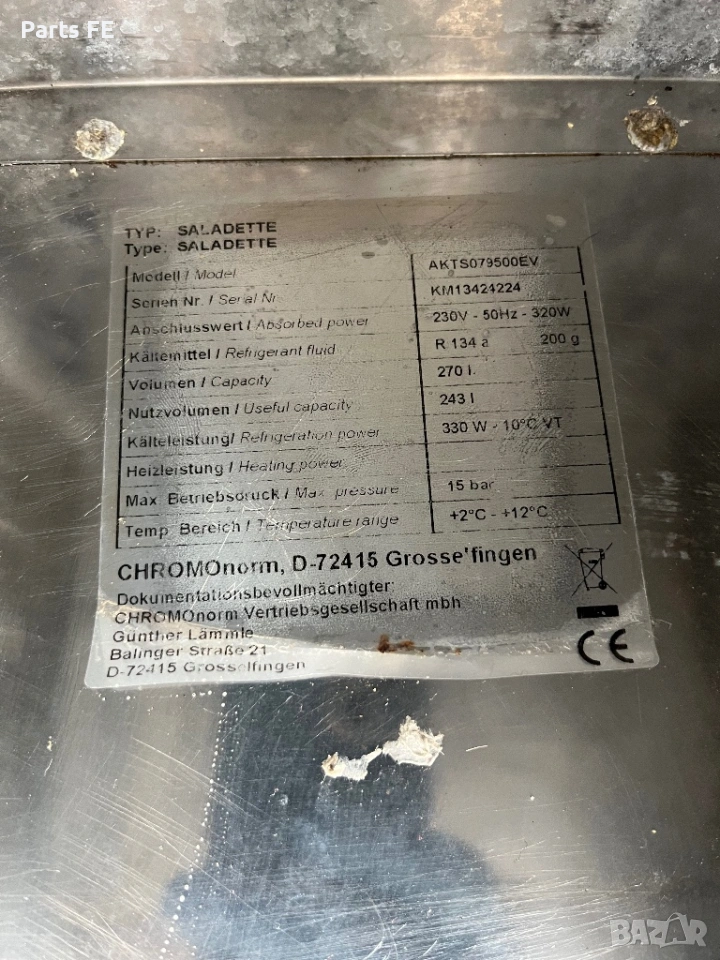 Parts FE
TYP: SALADETTE
Type: SALADETTE
Modell / Model AKTS079500EV
Serien Nr. / Serial Nr. KM13424224
Anschlusswert / Absorbed power 230V - 50Hz - 320W
Kältemittel / Refrigerant fluid R 134 a 200 g
Volumen / Capacity 270 l.
Nutzvolumen / Useful capacity 243 l
Kälteleistung/ Refrigeration power 330 W - 10°C VT
Heizleistung / Heating power
Max Betriebsdruck / Max pressure 15 bar
Temp Bereich / Temperature range +2°C - +12°C
CHROMOnorm, D-72415 Grosselfingen
Dokumentationsbevollmächtigter:
CHROMOnorm Vertriebsgesellschaft mbh
Günther Lämmle
Balinger Straße 21
D-72415 Grosselfingen
CE
BAZAR